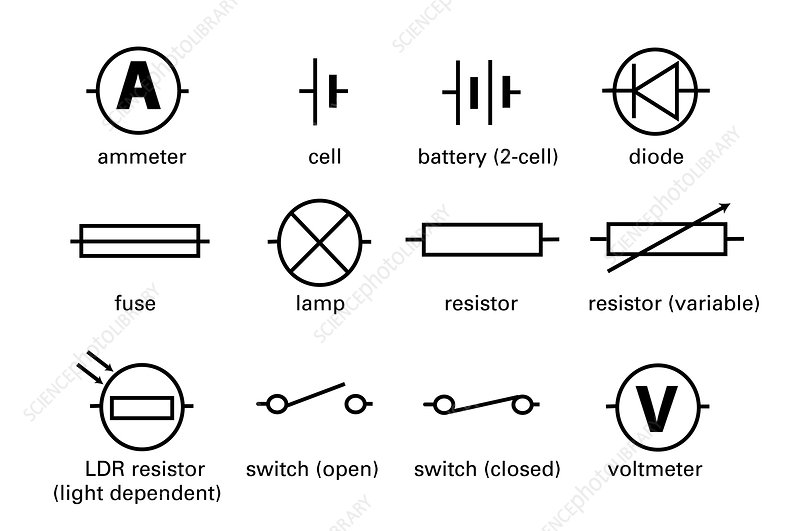 A
ammeter
cell
battery (2-cell)
diode
fuse
lamp
resistor
resistor (variable)
LDR resistor
(light dependent)
switch (open)
switch (closed)
V
voltmeter
SCIENCEphotoLIBRARY